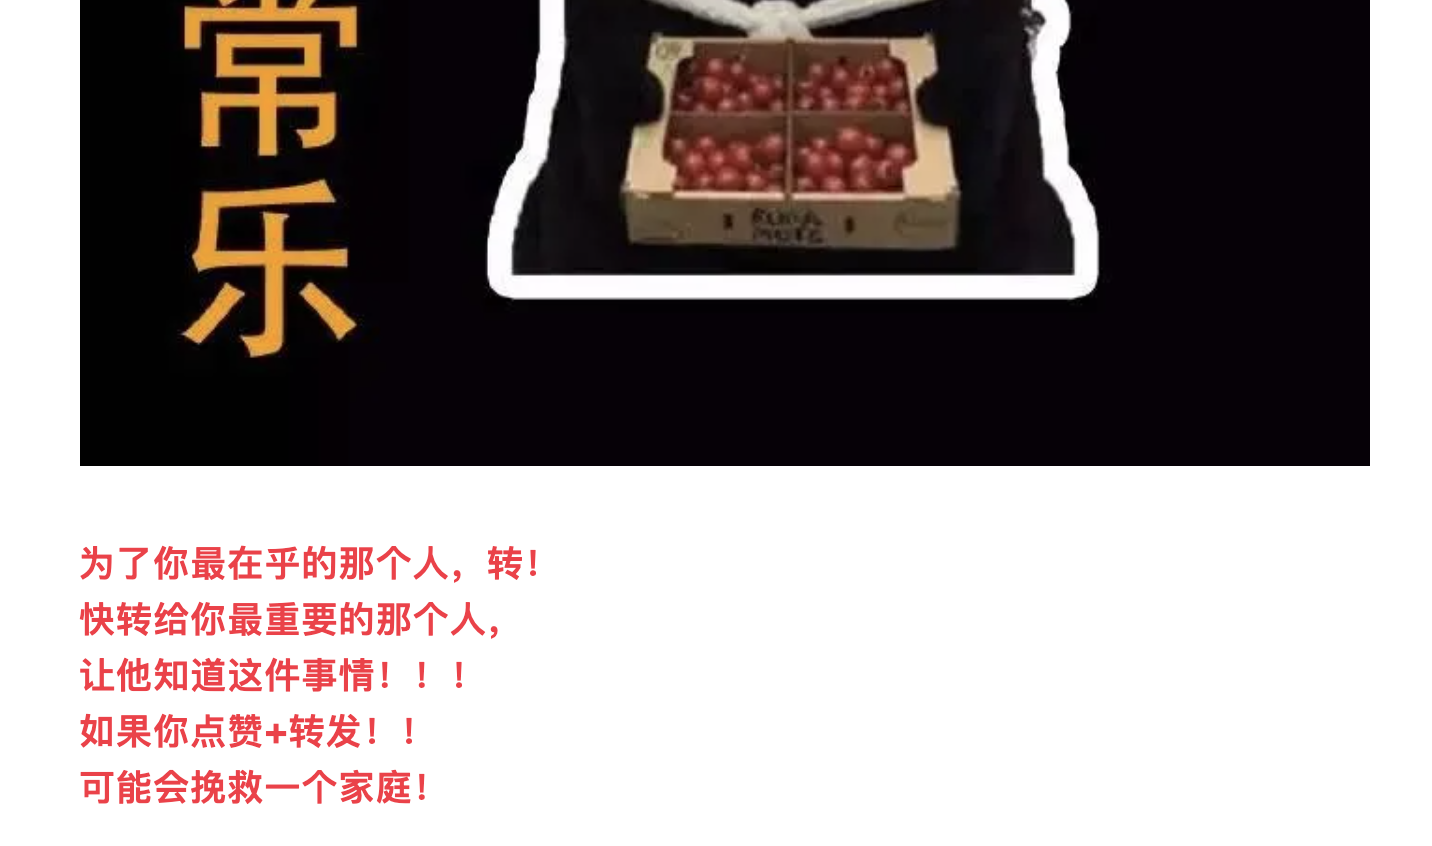 常
乐
为了你最在乎的那个人，转！
快转给你最重要的那个人，
让他知道这件事情！！！
如果你点赞+转发！！
可能会挽救一个家庭！